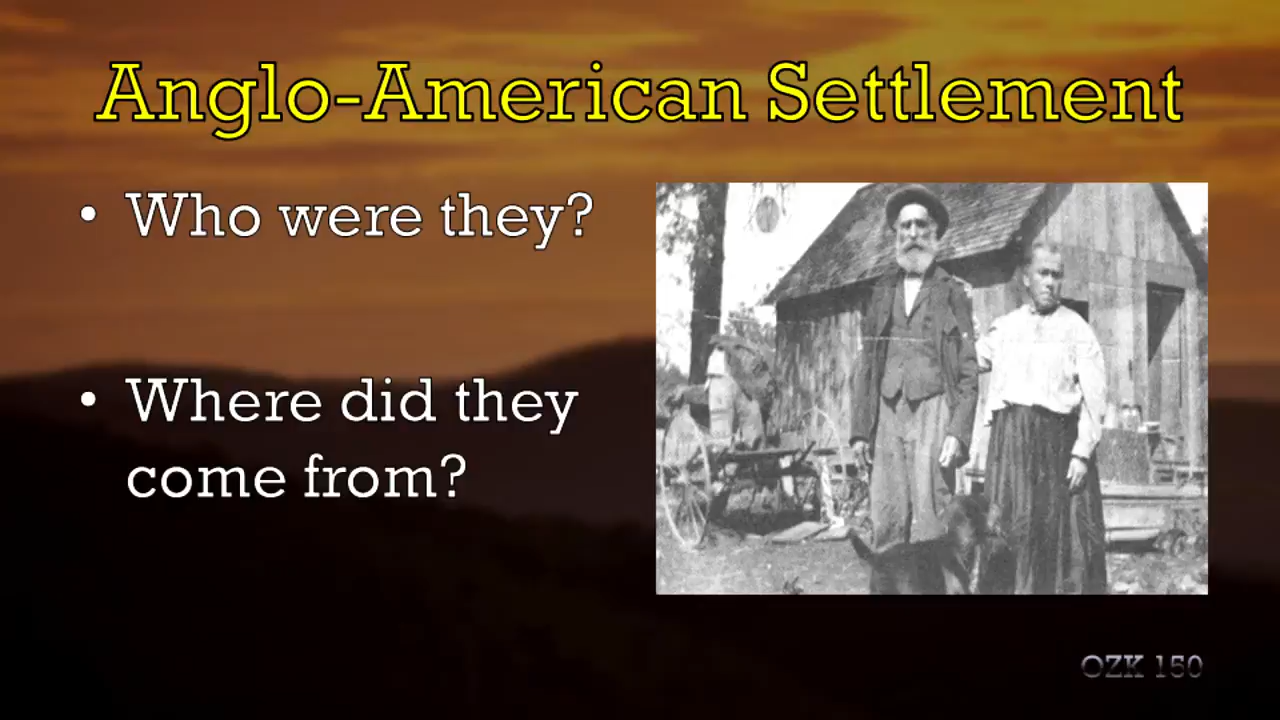 Anglo-American Settlement
• Who were they?
• Where did they
come from?
OZK 150